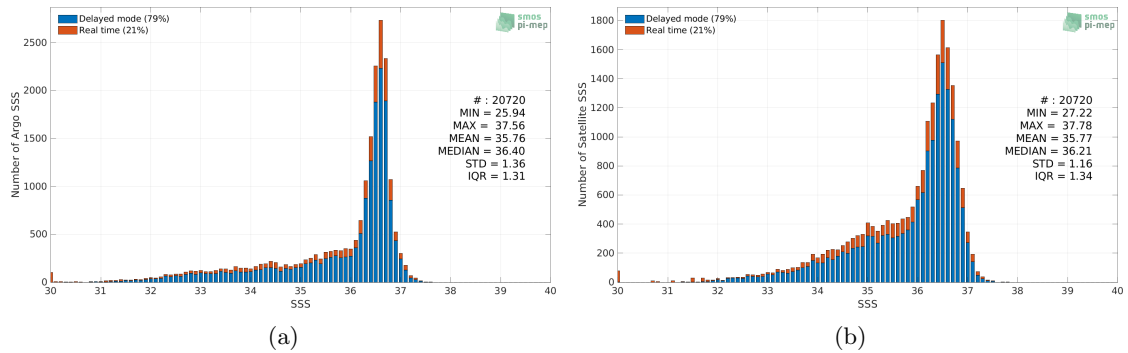 Delayed mode (79%)
Real time (21%)
smos
pi-mep
Number of Argo SSS
2500
2000
1500
1000
500
0
# : 20720
MIN = 25.94
MAX = 37.56
MEAN = 35.76
MEDIAN = 36.40
STD = 1.36
IQR = 1.31
30 31 32 33 34 35 36 37 38 39 40
SSS
(a)
Delayed mode (79%)
Real time (21%)
smos
pi-mep
Number of Satellite SSS
1800
1600
1400
1200
1000
800
600
400
200
0
# : 20720
MIN = 27.22
MAX = 37.78
MEAN = 35.77
MEDIAN = 36.21
STD = 1.16
IQR = 1.34
30 31 32 33 34 35 36 37 38 39 40
SSS
(b)